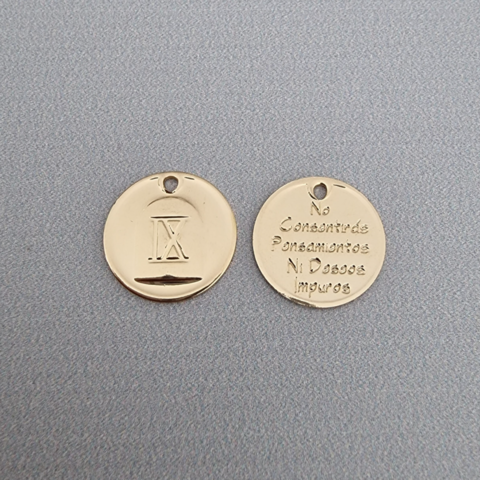 IX
No
Consentirás
Pensamientos
Ni Deseos
Impuros